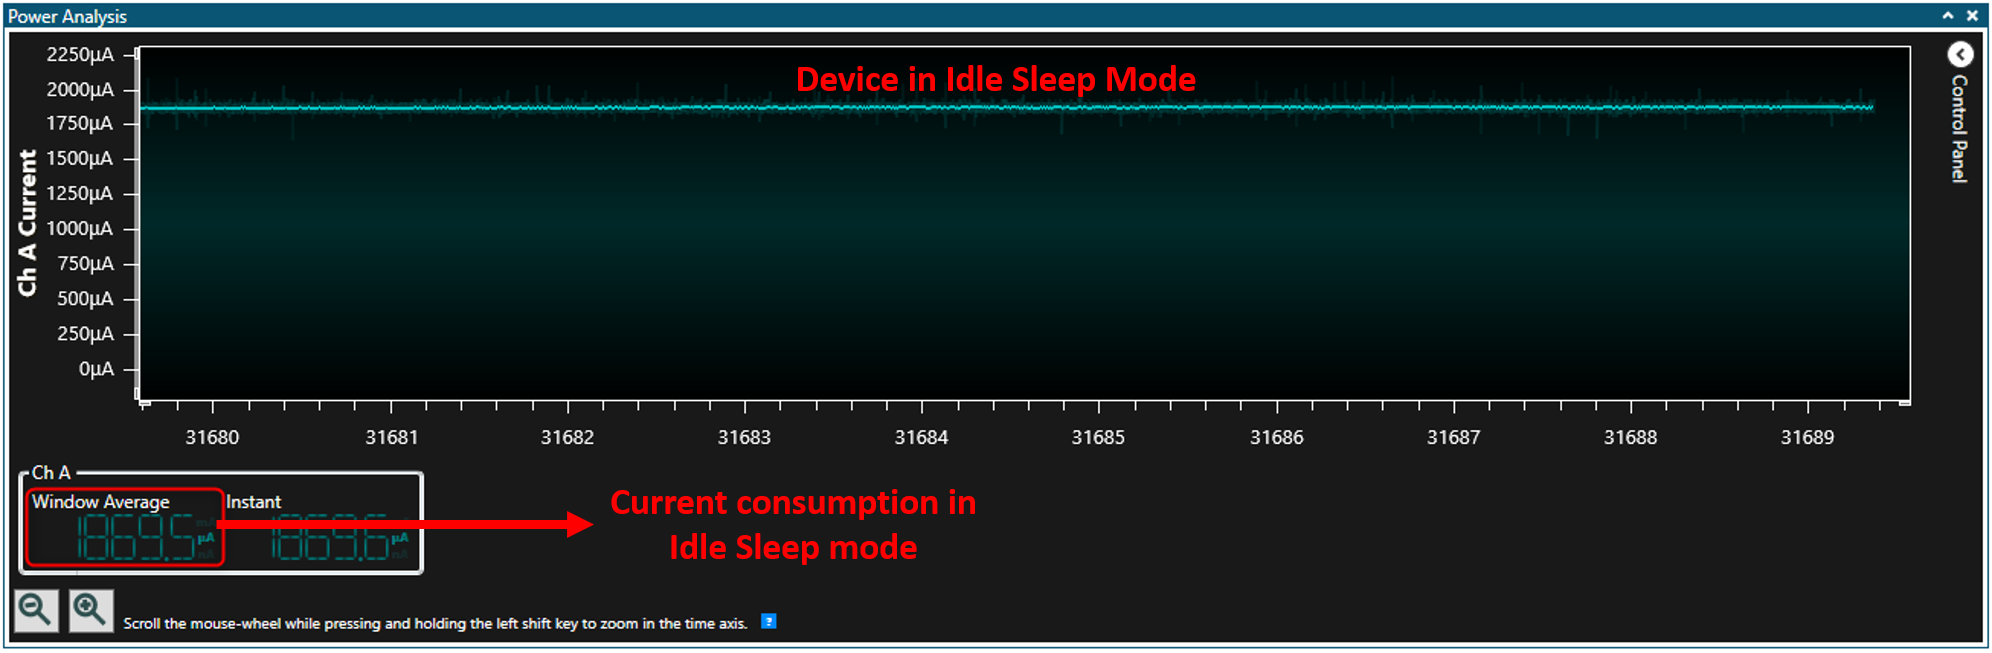 Power Analysis
2250µA
2000µA
1750µA
1500µA
1250µA
1000µA
750µA
500µA
250µA
0µA
Ch A Current
Device in Idle Sleep Mode
Control Panel
31680 31681 31682 31683 31684 31685 31686 31687 31688 31689
Ch A
Window Average Instant
1869.5 mA µA nA 1869.6 µA nA
Current consumption in
Idle Sleep mode
Scroll the mouse-wheel while pressing and holding the left shift key to zoom in the time axis. ?